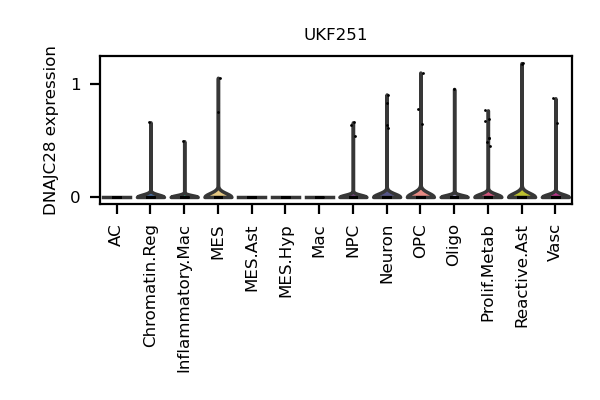 UKF251
DNAJC28 expression
1
0
AC
Chromatin.Reg
Inflammatory.Mac
MES
MES.Ast
MES.Hyp
Mac
NPC
Neuron
OPC
Oligo
Prolif.Metab
Reactive.Ast
Vasc